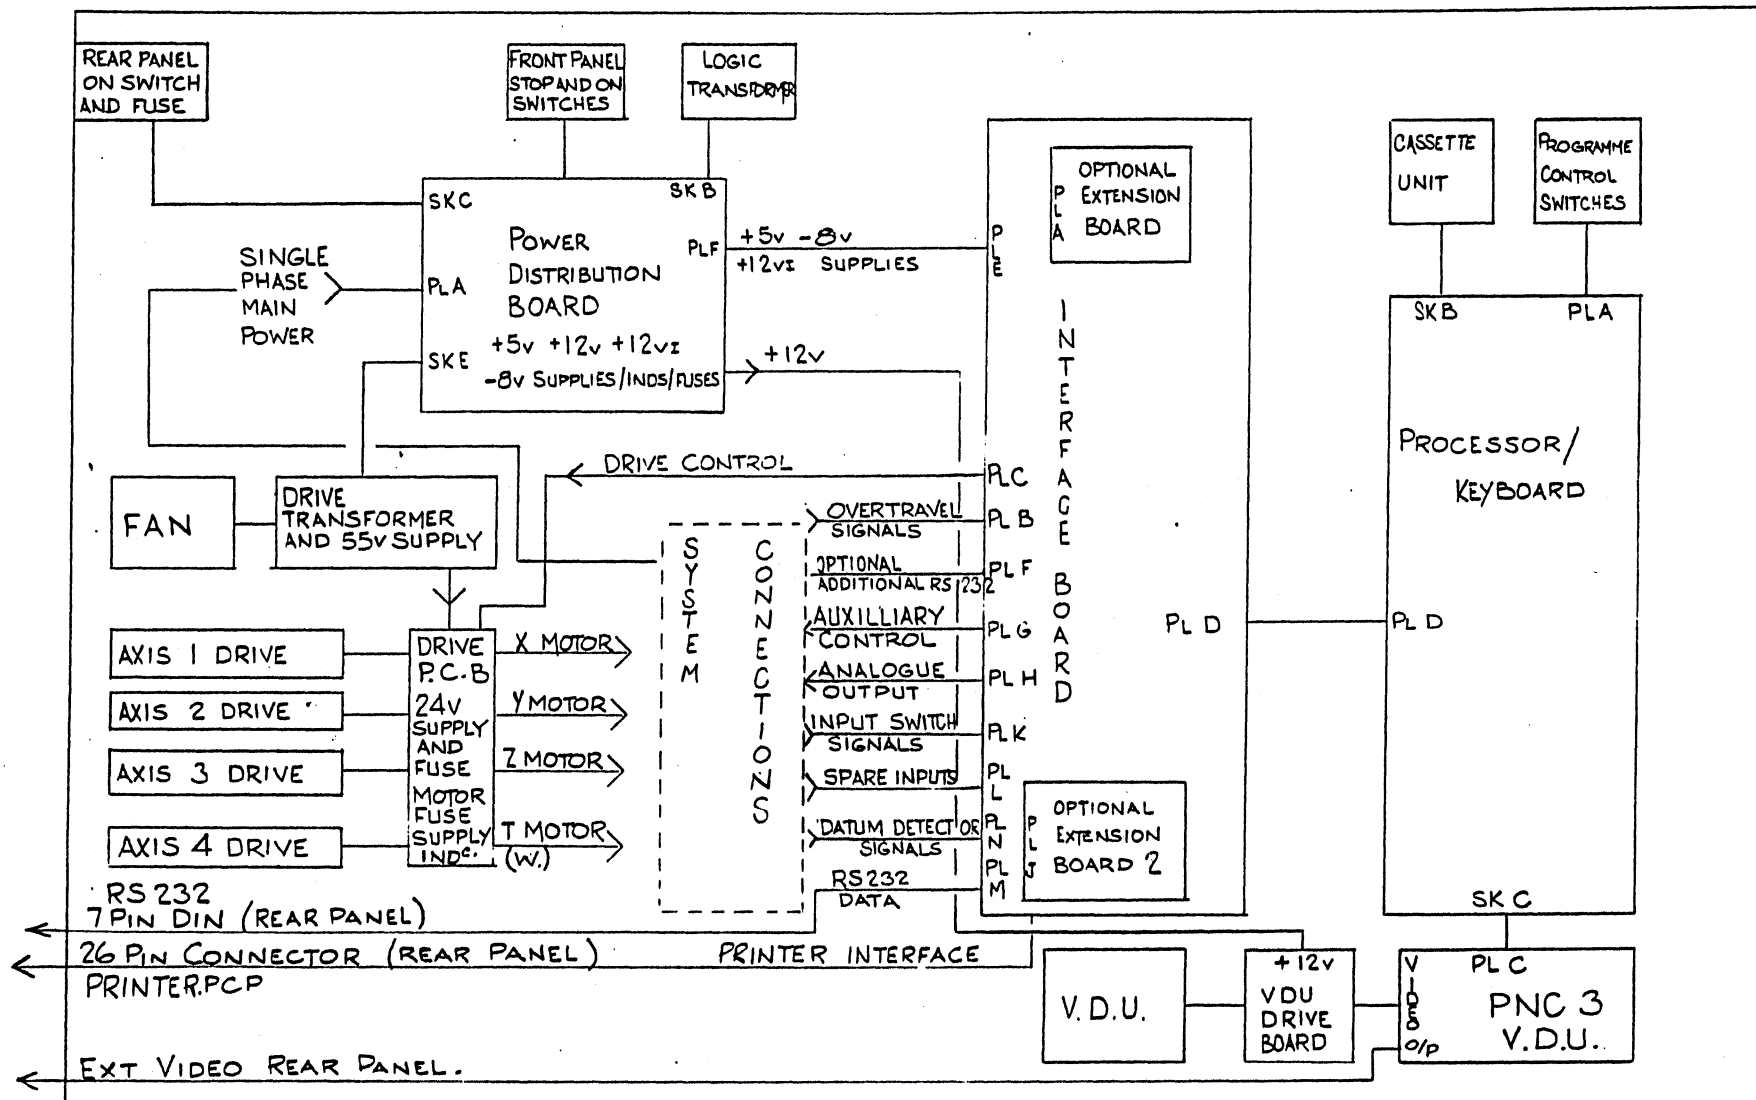 REAR PANEL
ON SWITCH
AND FUSE
FRONT PANEL
STOP AND ON
SWITCHES
LOGIC
TRANSFORMER
SKC
SKB
POWER
DISTRIBUTION
BOARD
PLF
PLA
SKE
+5v +12v +12vI
-8v SUPPLIES/INDS/FUSES
SINGLE
PHASE
MAIN
POWER
+5v -8v
+12vI SUPPLIES
+12v
PLE
PLA
OPTIONAL
EXTENSION
BOARD
INTERFACE BOARD
CASSETTE
UNIT
PROGRAMME
CONTROL
SWITCHES
SKB
PLA
PROCESSOR/
KEYBOARD
PL D
PL D
SKC
FAN
DRIVE
TRANSFORMER
AND 55v SUPPLY
DRIVE CONTROL
PLC
SYSTEM
CONNECTIONS
OVERTRAVEL
SIGNALS
PL B
OPTIONAL
ADDITIONAL RS 232
PL F
AUXILLIARY
CONTROL
PLG
ANALOGUE
OUTPUT
PL H
INPUT SWITCH
SIGNALS
PLK
SPARE INPUTS
PL L
DATUM DETECTOR
SIGNALS
PL N
RS232
DATA
PL M
PLJ
OPTIONAL
EXTENSION
BOARD 2
AXIS 1 DRIVE
AXIS 2 DRIVE
AXIS 3 DRIVE
AXIS 4 DRIVE
DRIVE
P.C.B
24v
SUPPLY
AND
FUSE
MOTOR
FUSE
SUPPLY
INDC.
X MOTOR
Y MOTOR
Z MOTOR
T MOTOR
(W.)
RS 232
7 PIN DIN (REAR PANEL)
26 PIN CONNECTOR (REAR PANEL)
PRINTER INTERFACE
PRINTER.PCP
EXT VIDEO REAR PANEL.
V.D.U.
+12v
VDU
DRIVE
BOARD
VIDEO
O/P
PLC
PNC 3
V.D.U.